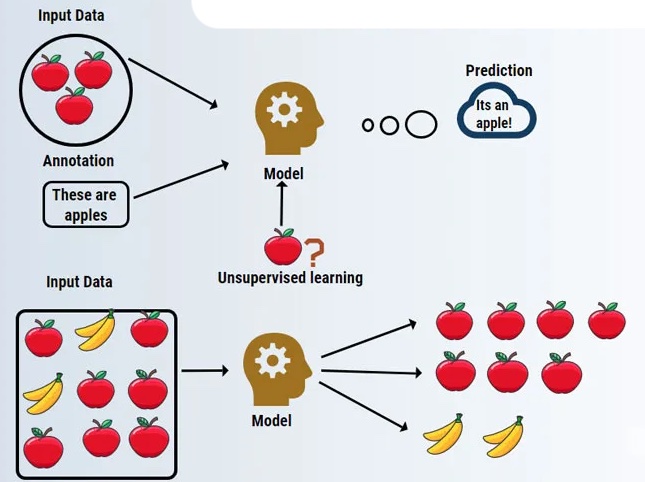 Input Data
Annotation
These are
apples
Model
Prediction
Its an
apple!
?
Unsupervised learning
Input Data
Model